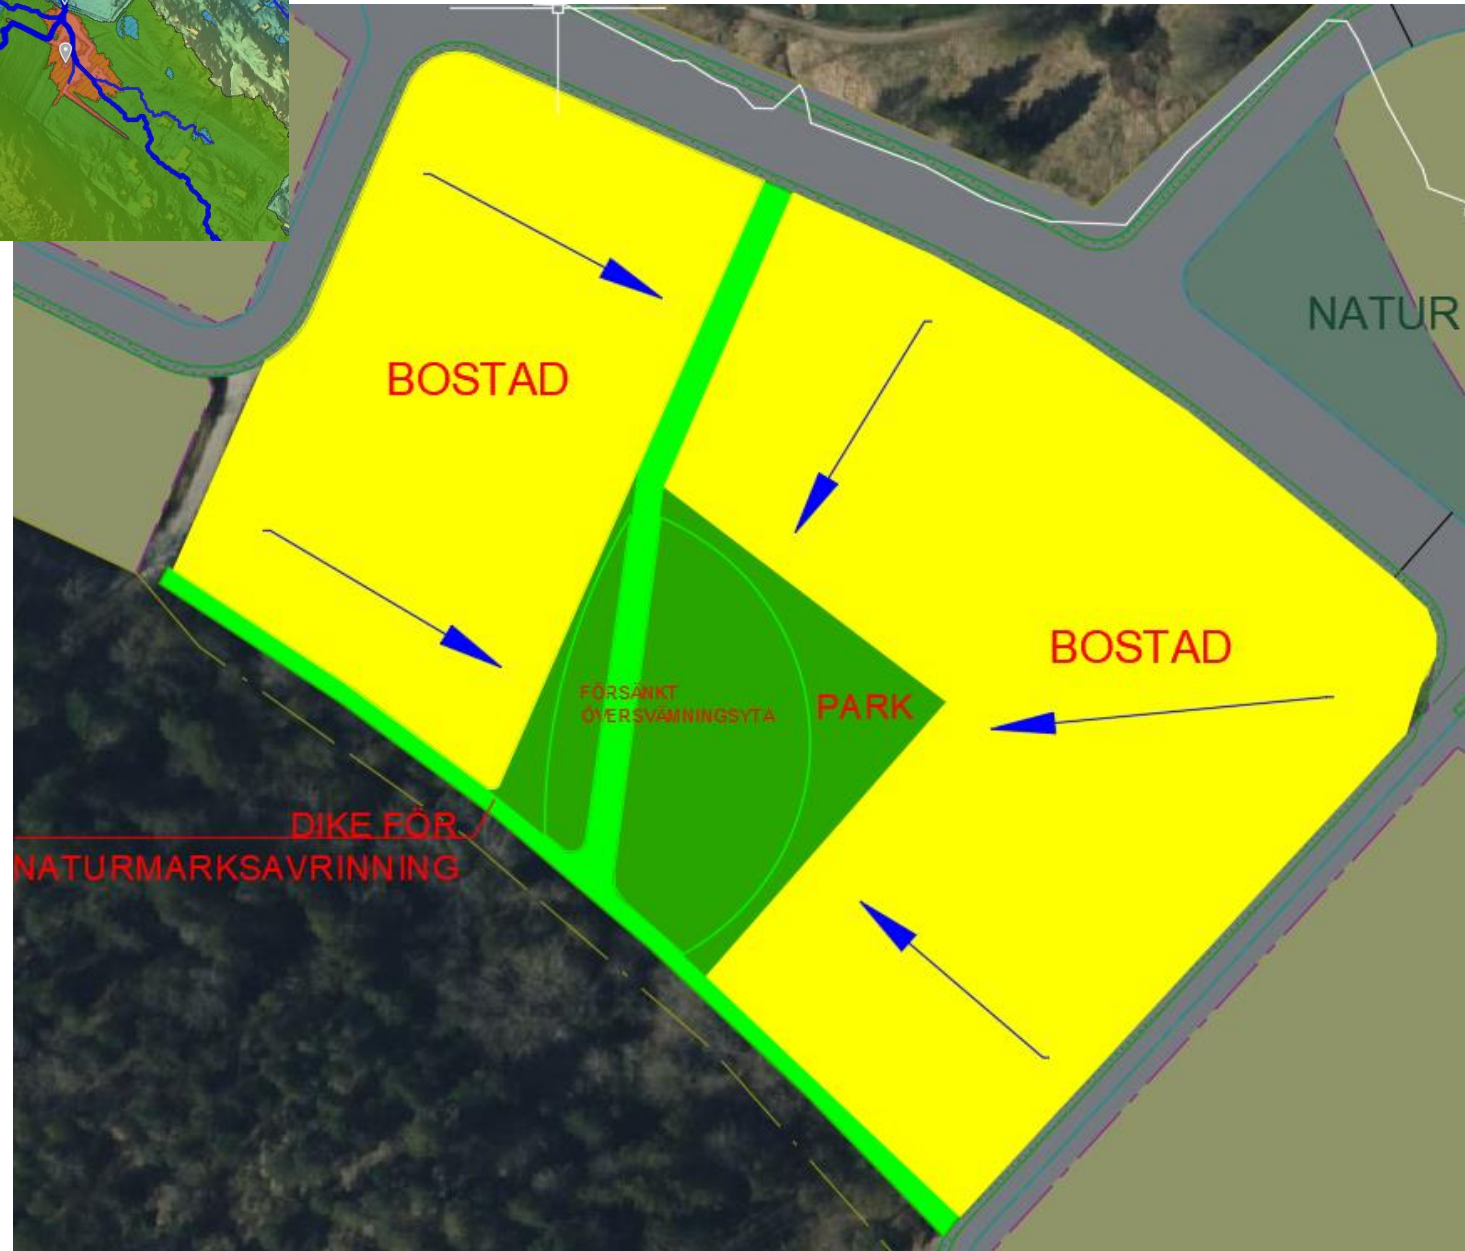 NATUR
BOSTAD
BOSTAD
FÖRSÄNKT
ÖVERSVÄMNINGSYTA
PARK
DIKE FÖR
NATURMARKSAVRINNING